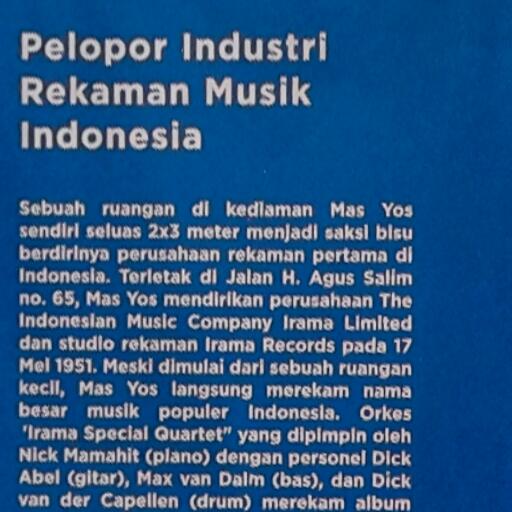 Pelopor Industri
Rekaman Musik
Indonesia
Sebuah ruangan di kediaman Mas Yos
sendiri seluas 2x3 meter menjadi saksi bisu
berdirinya perusahaan rekaman pertama di
Indonesia. Terletak di Jalan H. Agus Salim
no. 65, Mas Yos mendirikan perusahaan The
Indonesian Music Company Irama Limited
dan studio rekaman Irama Records pada 17
Mei 1951. Meski dimulai dari sebuah ruangan
kecil, Mas Yos langsung merekam nama
besar musik populer Indonesia. Orkes
'Irama Special Quartet" yang dipimpin oleh
Nick Mamahit (piano) dengan personel Dick
Abel (gitar), Max van Dalm (bas), dan Dick
van der Capellen (drum) merekam album